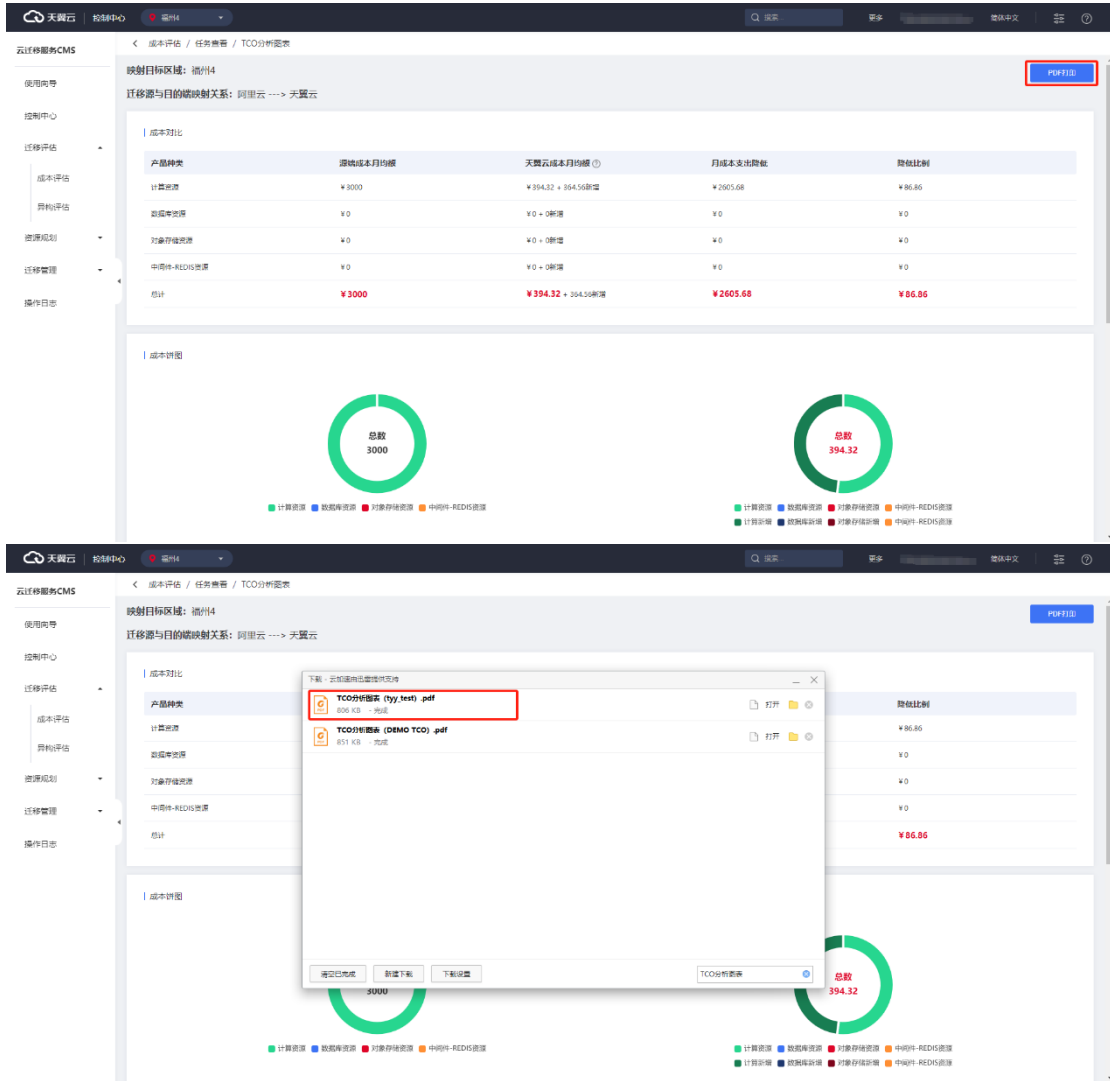 天翼云 控制中心 福州4 搜索 更多 简体中文
云迁移服务CMS
成本评估 / 任务查看 / TCO分析图表
映射目标区域：福州4
PDF打印
迁移源与目的端映射关系：阿里云 ---> 天翼云
使用向导
控制中心
迁移评估
成本评估
异构评估
资源规划
迁移管理
操作日志
成本对比
产品种类 源端成本月均额 天翼云成本月均额 月成本支出降低 降低比例
计算资源 ¥3000 ¥394.32 + 364.56新增 ¥2605.68 ¥86.86
数据库资源 ¥0 ¥0 + 0新增 ¥0 ¥0
对象存储资源 ¥0 ¥0 + 0新增 ¥0 ¥0
中间件-REDIS资源 ¥0 ¥0 + 0新增 ¥0 ¥0
总计 ¥3000 ¥394.32 + 364.56新增 ¥2605.68 ¥86.86
成本饼图
总数
3000
总数
394.32
计算资源 数据库资源 对象存储资源 中间件-REDIS资源
计算资源 数据库资源 对象存储资源 中间件-REDIS资源
计算新增 数据库新增 对象存储新增 中间件-REDIS资源
天翼云 控制中心 福州4 搜索 更多 简体中文
云迁移服务CMS
成本评估 / 任务查看 / TCO分析图表
映射目标区域：福州4
PDF打印
迁移源与目的端映射关系：阿里云 ---> 天翼云
使用向导
控制中心
迁移评估
成本评估
异构评估
资源规划
迁移管理
操作日志
成本对比
产品种类 降低比例
计算资源 ¥86.86
数据库资源 ¥0
对象存储资源 ¥0
中间件-REDIS资源 ¥0
总计 ¥86.86
下载 - 云加速由迅雷提供支持
TCO分析图表（tyy_test）.pdf
806 KB - 完成
打开
TCO分析图表（DEMO TCO）.pdf
851 KB - 完成
打开
清空已完成 新建下载 下载设置 TCO分析图表
成本饼图
3000
总数
394.32
计算资源 数据库资源 对象存储资源 中间件-REDIS资源
计算资源 数据库资源 对象存储资源 中间件-REDIS资源
计算新增 数据库新增 对象存储新增 中间件-REDIS资源